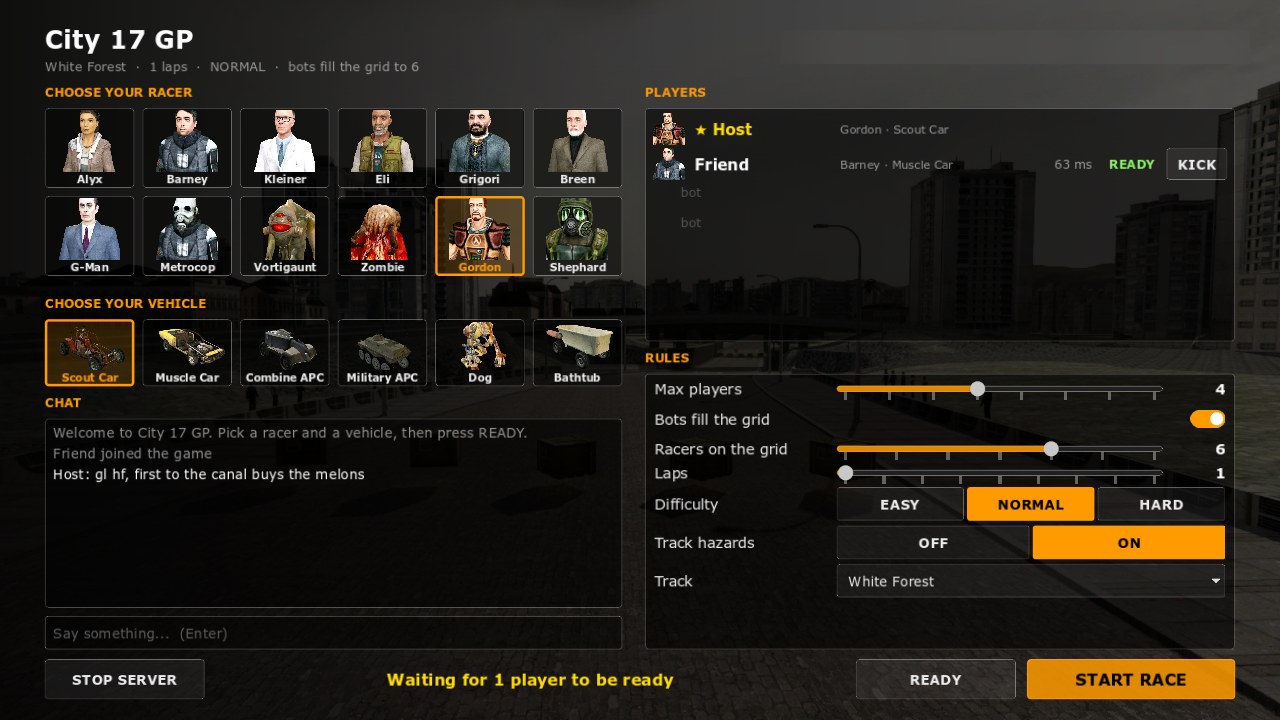 City 17 GP
White Forest · 1 laps · NORMAL · bots fill the grid to 6
CHOOSE YOUR RACER
Alyx
Barney
Kleiner
Eli
Grigori
Breen
G-Man
Metrocop
Vortigaunt
Zombie
Gordon
Shephard
CHOOSE YOUR VEHICLE
Scout Car
Muscle Car
Combine APC
Military APC
Dog
Bathtub
CHAT
Welcome to City 17 GP. Pick a racer and a vehicle, then press READY.
Friend joined the game
Host: gl hf, first to the canal buys the melons
Say something... (Enter)
STOP SERVER
Waiting for 1 player to be ready
PLAYERS
★ Host Gordon · Scout Car
Friend Barney · Muscle Car 63 ms READY KICK
bot
bot
RULES
Max players 4
Bots fill the grid
Racers on the grid 6
Laps 1
Difficulty EASY NORMAL HARD
Track hazards OFF ON
Track White Forest
READY
START RACE